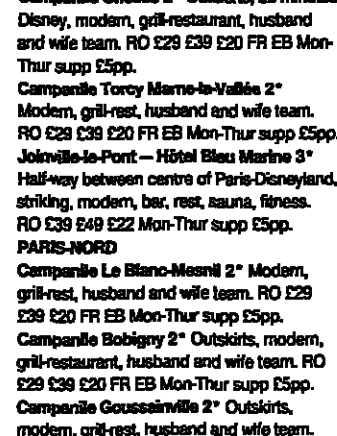 Disney, modern, grill-restaurant, husband
and wife team. RO £29 £39 £20 FR EB Mon-
Thur supp £5pp.
Campanile Torcy Marne-la-Vallée 2*
Modern, grill-rest, husband and wife team.
RO £29 £39 £20 FR EB Mon-Thur supp £5pp.
Joinville-le-Pont — Hôtel Bleu Marine 3*
Half-way between centre of Paris-Disneyland,
striking, modern, bar, rest, sauna, fitness.
RO £39 £49 £22 Mon-Thur supp £5pp.
PARIS-NORD
Campanile Le Blanc-Mesnil 2* Modern,
grill-rest, husband and wife team. RO £29
£39 £20 FR EB Mon-Thur supp £5pp.
Campanile Bobigny 2* Outskirts, modern,
grill-restaurant, husband and wife team. RO
£29 £39 £20 FR EB Mon-Thur supp £5pp.
Campanile Goussainville 2* Outskirts,
modern, grill-rest, husband and wife team.